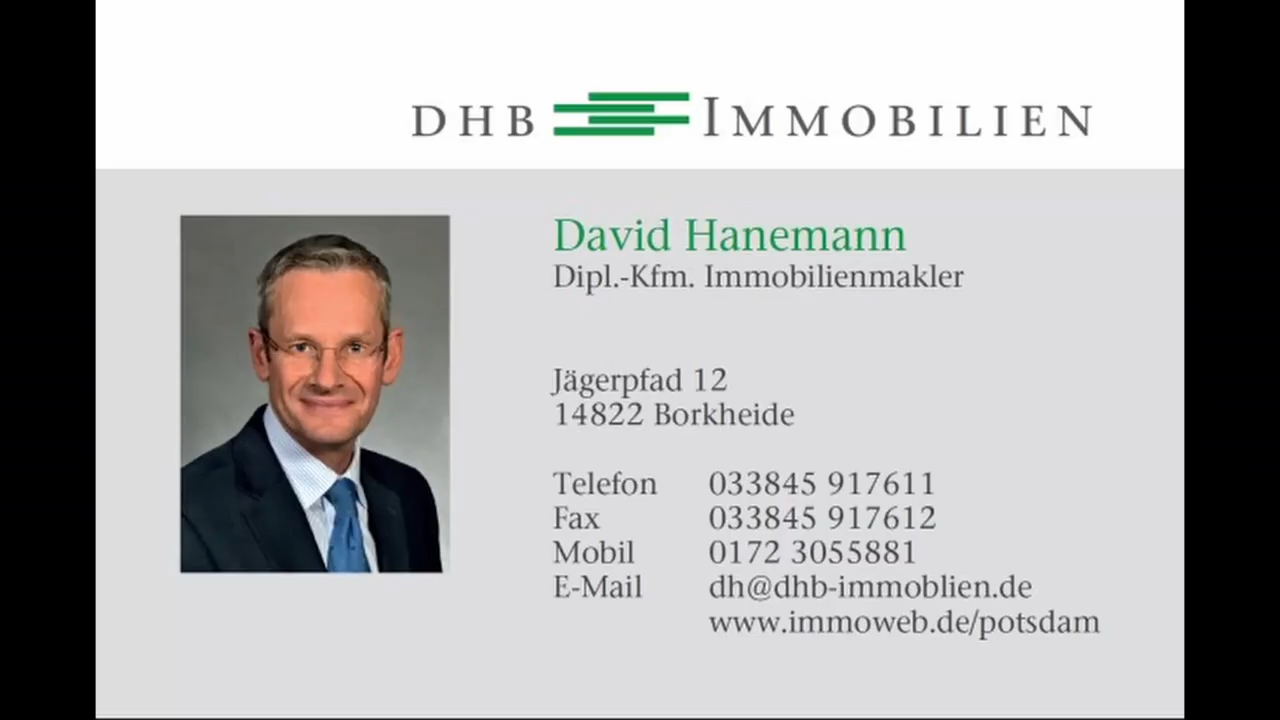 DHB IMMOBILIEN
David Hanemann
Dipl.-Kfm. Immobilienmakler
Jägerpfad 12
14822 Borkheide
Telefon 033845 917611
Fax 033845 917612
Mobil 0172 3055881
E-Mail dh@dhb-immoblien.de
www.immoweb.de/potsdam